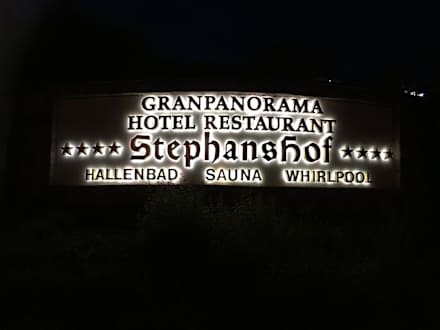 GRANPANORAMA
HOTEL RESTAURANT
★★★★ Stephanshof ★★★★
HALLENBAD SAUNA WHIRLPOOL